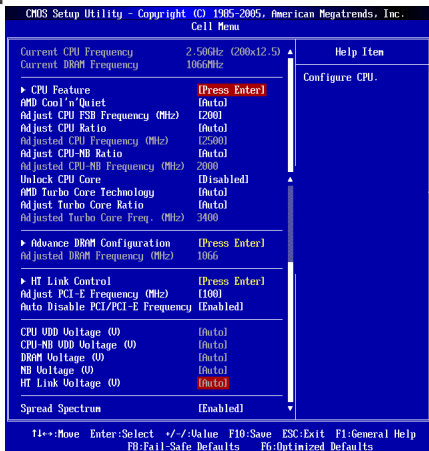 CMOS Setup Utility - Copyright (C) 1985-2005, American Megatrends, Inc.
Cell Menu
Current CPU Frequency 2.50GHz (200x12.5)
Current DRAM Frequency 1066MHz
Help Item
Configure CPU.
▶ CPU Feature [Press Enter]
AMD Cool'n'Quiet [Auto]
Adjust CPU FSB Frequency (MHz) [200]
Adjust CPU Ratio [Auto]
Adjusted CPU Frequency (MHz) [2500]
Adjust CPU-NB Ratio [Auto]
Adjusted CPU-NB Frequency (MHz) 2000
Unlock CPU Core [Disabled]
AMD Turbo Core Technology [Auto]
Adjust Turbo Core Ratio [Auto]
Adjusted Turbo Core Freq. (MHz) 3400
▶ Advance DRAM Configuration [Press Enter]
Adjusted DRAM Frequency (MHz) 1066
▶ HT Link Control [Press Enter]
Adjust PCI-E Frequency (MHz) [100]
Auto Disable PCI/PCI-E Frequency [Enabled]
CPU VDD Voltage (V) [Auto]
CPU-NB VDD Voltage (V) [Auto]
DRAM Voltage (V) [Auto]
NB Voltage (V) [Auto]
HT Link Voltage (V) [Auto]
Spread Spectrum [Enabled]
↑↓↔:Move Enter:Select +/-/:Value F10:Save ESC:Exit F1:General Help
F8:Fail-Safe Defaults F6:Optimized Defaults